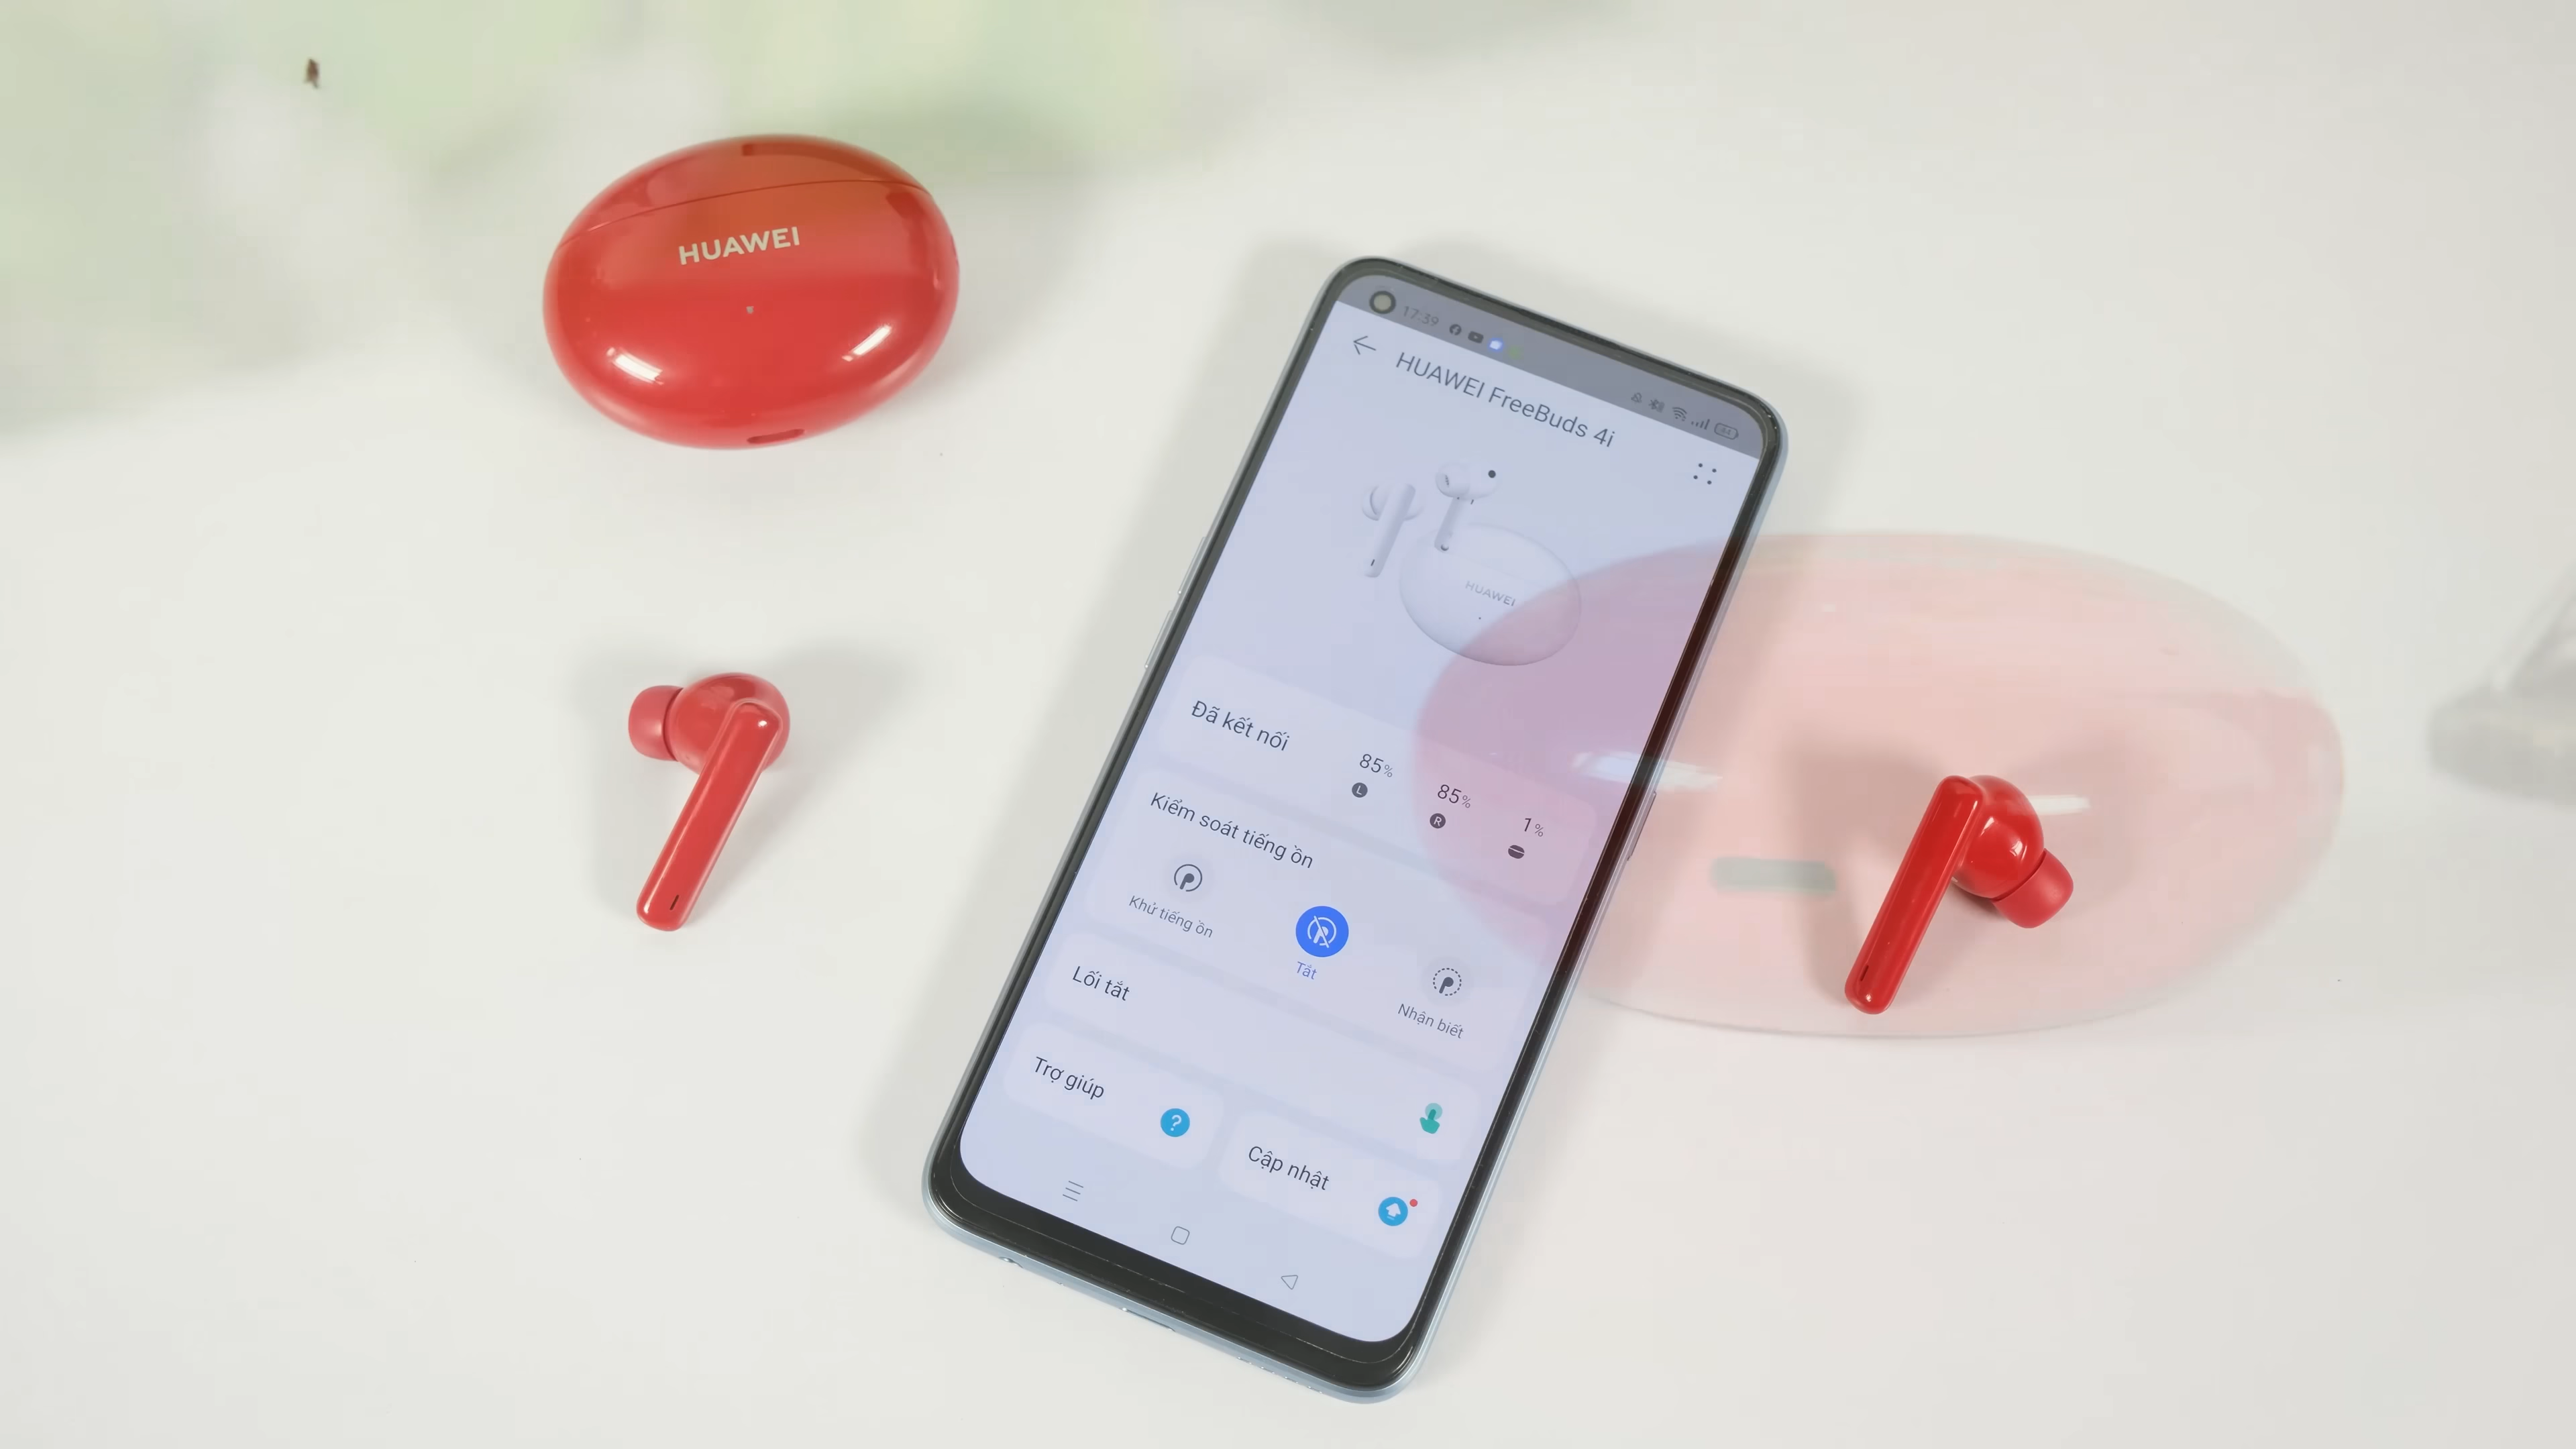 HUAWEI
17:39
HUAWEI FreeBuds 4i
HUAWEI
Đã kết nối
85%
L
85%
R
1%
Kiểm soát tiếng ồn
Khử tiếng ồn
Tắt
Nhận biết
Lối tắt
Trợ giúp
?
Cập nhật